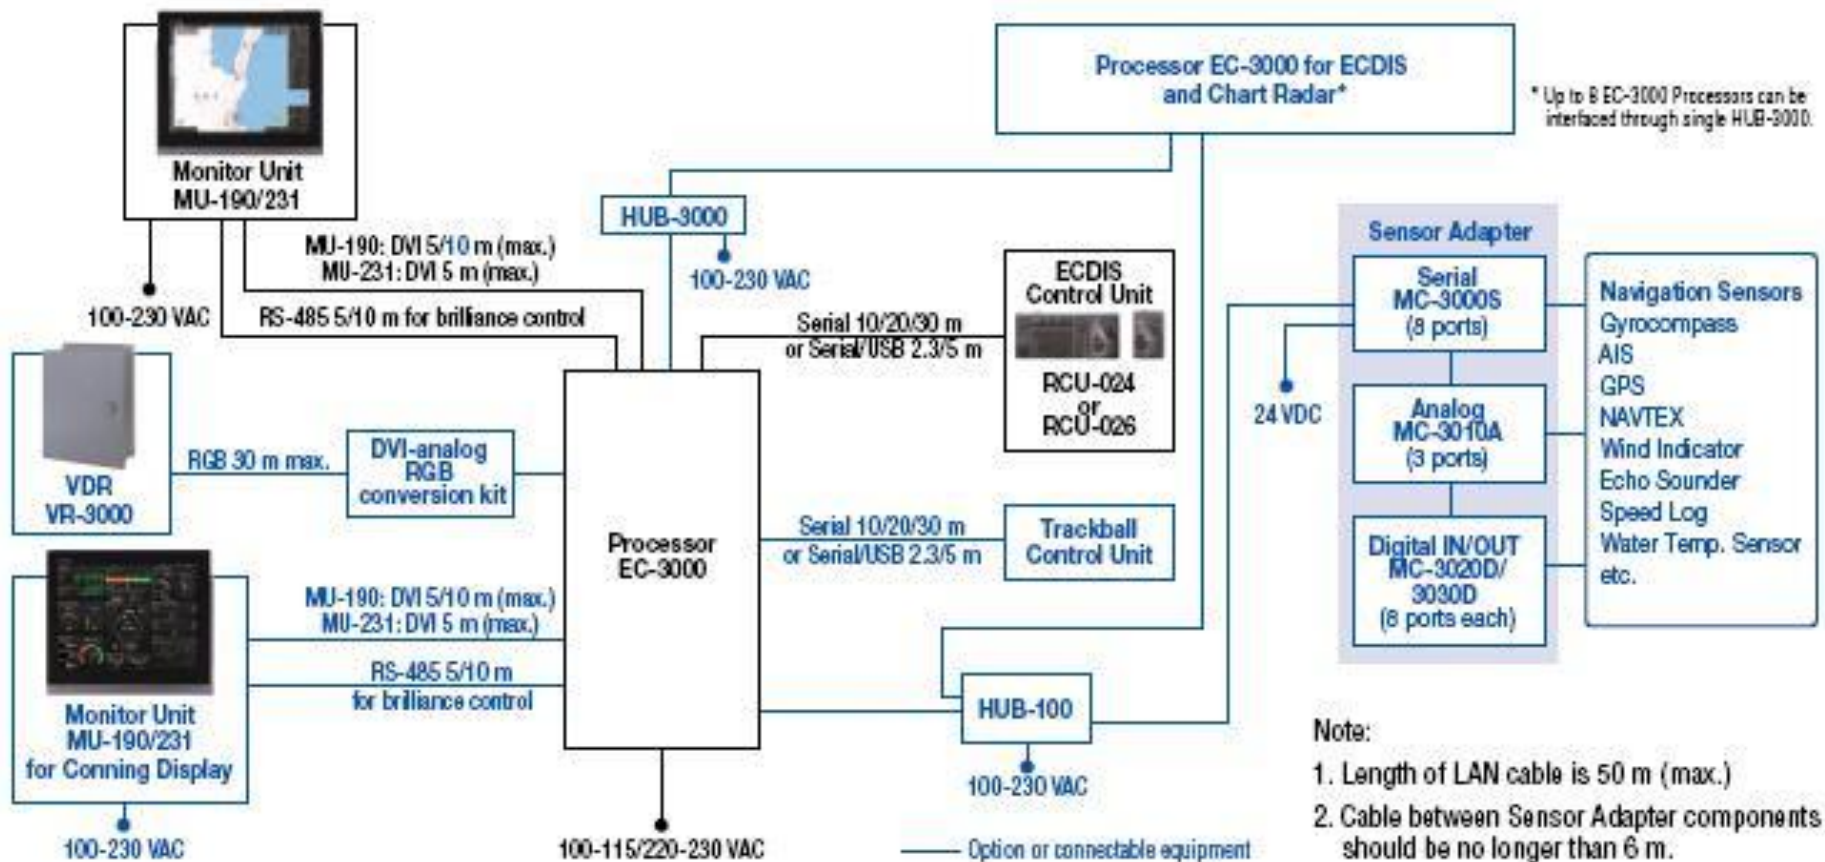 Processor EC-3000 for ECDIS
and Chart Radar*
* Up to 8 EC-3000 Processors can be
interfaced through single HUB-3000.
Monitor Unit
MU-190/231
HUB-3000
100-230 VAC
MU-190: DVI 5/10 m (max.)
MU-231: DVI 5 m (max.)
100-230 VAC
RS-485 5/10 m for brilliance control
ECDIS
Control Unit
RCU-024
or
RCU-026
Serial 10/20/30 m
or Serial/USB 2.3/5 m
Sensor Adapter
Serial
MC-3000S
(8 ports)
Analog
MC-3010A
(3 ports)
Digital IN/OUT
MC-3020D/
3030D
(8 ports each)
24 VDC
Navigation Sensors
Gyrocompass
AIS
GPS
NAVTEX
Wind Indicator
Echo Sounder
Speed Log
Water Temp. Sensor
etc.
VDR
VR-3000
RGB 30 m max.
DVI-analog
RGB
conversion kit
Processor
EC-3000
Serial 10/20/30 m
or Serial/USB 2.3/5 m
Trackball
Control Unit
MU-190: DVI 5/10 m (max.)
MU-231: DVI 5 m (max.)
RS-485 5/10 m
for brilliance control
Monitor Unit
MU-190/231
for Conning Display
100-230 VAC
HUB-100
100-230 VAC
100-115/220-230 VAC
Option or connectable equipment
Note:
1. Length of LAN cable is 50 m (max.)
2. Cable between Sensor Adapter components
should be no longer than 6 m.